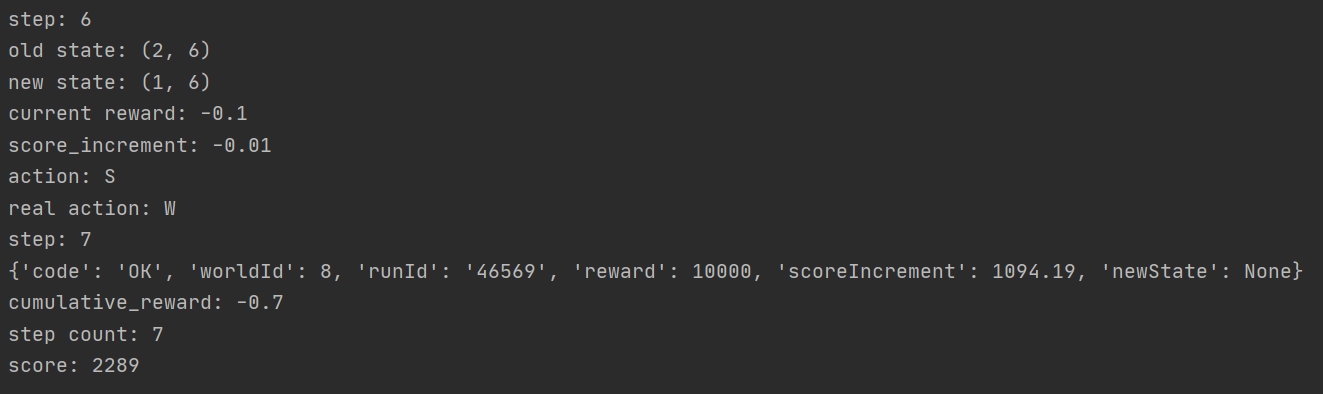 step: 6
old state: (2, 6)
new state: (1, 6)
current reward: -0.1
score_increment: -0.01
action: S
real action: W
step: 7
{'code': 'OK', 'worldId': 8, 'runId': '46569', 'reward': 10000, 'scoreIncrement': 1094.19, 'newState': None}
cumulative_reward: -0.7
step count: 7
score: 2289